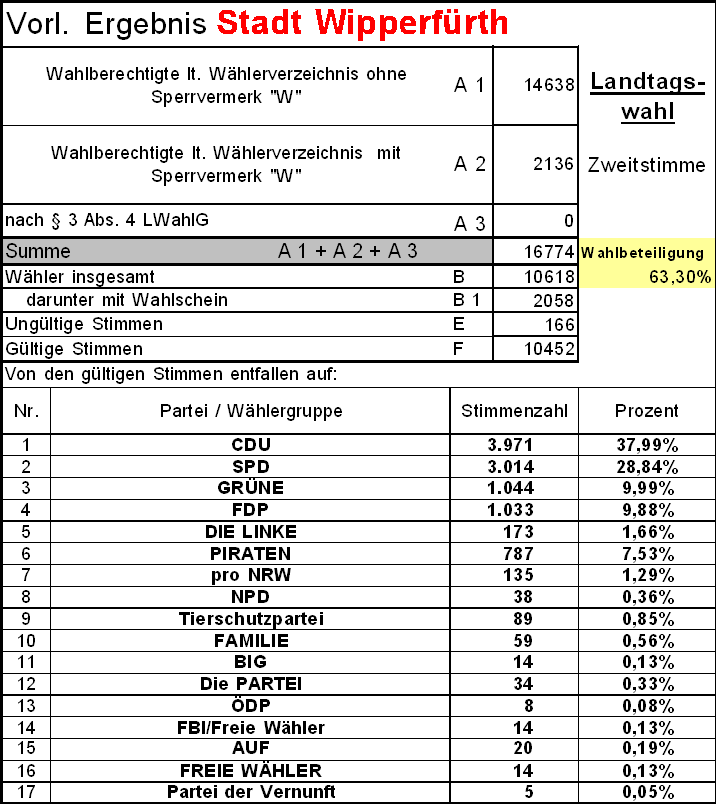 Vorl. Ergebnis Stadt Wipperfürth
Wahlberechtigte lt. Wählerverzeichnis ohne
Sperrvermerk "W" A 1 14638
Landtags-
wahl
Wahlberechtigte lt. Wählerverzeichnis mit
Sperrvermerk "W" A 2 2136
Zweitstimme
nach § 3 Abs. 4 LWahlG A 3 0
Summe A 1 + A 2 + A 3 16774 Wahlbeteiligung
Wähler insgesamt B 10618 63,30%
darunter mit Wahlschein B 1 2058
Ungültige Stimmen E 166
Gültige Stimmen F 10452
Von den gültigen Stimmen entfallen auf:
Nr. Partei / Wählergruppe Stimmenzahl Prozent
1 CDU 3.971 37,99%
2 SPD 3.014 28,84%
3 GRÜNE 1.044 9,99%
4 FDP 1.033 9,88%
5 DIE LINKE 173 1,66%
6 PIRATEN 787 7,53%
7 pro NRW 135 1,29%
8 NPD 38 0,36%
9 Tierschutzpartei 89 0,85%
10 FAMILIE 59 0,56%
11 BIG 14 0,13%
12 Die PARTEI 34 0,33%
13 ÖDP 8 0,08%
14 FBI/Freie Wähler 14 0,13%
15 AUF 20 0,19%
16 FREIE WÄHLER 14 0,13%
17 Partei der Vernunft 5 0,05%